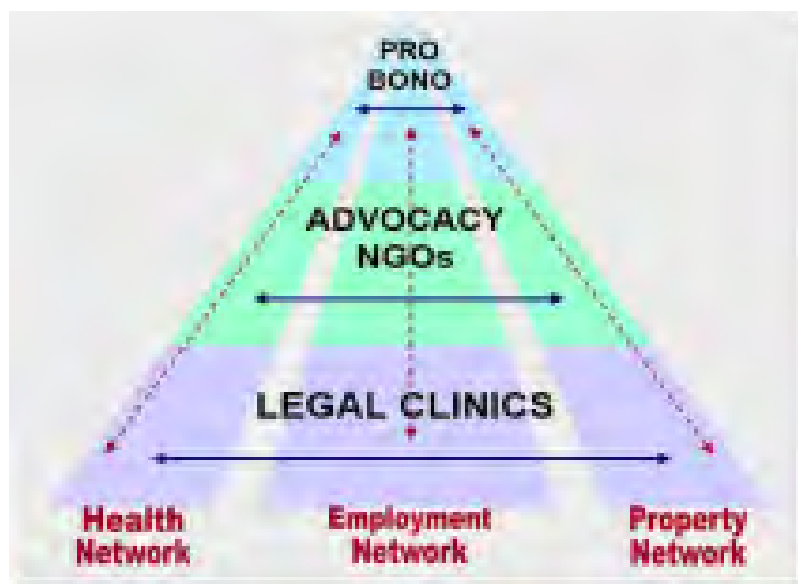 PRO
BONO
ADVOCACY
NGOs
LEGAL CLINICS
Health
Network
Employment
Network
Property
Network